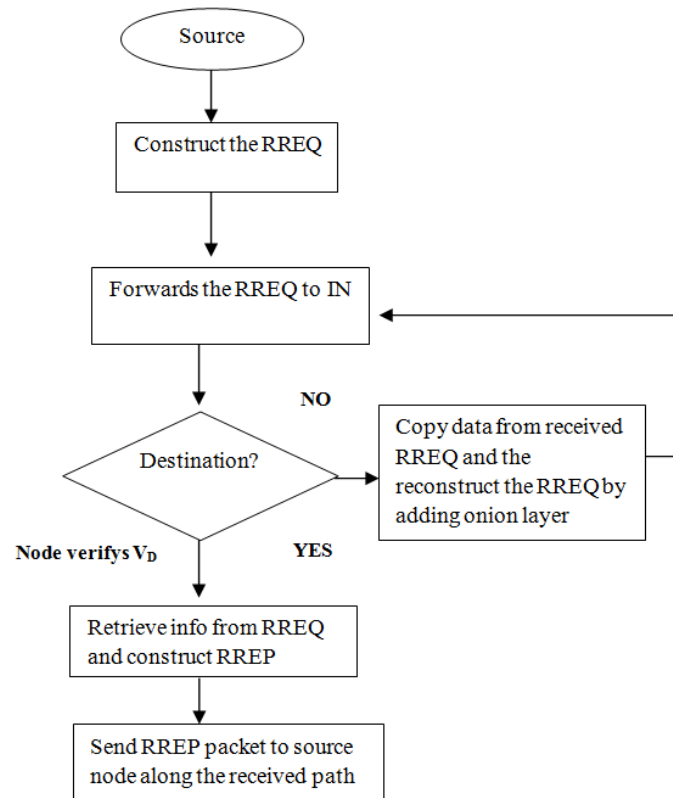 Source
Construct the RREQ
Forwards the RREQ to IN
NO
Destination?
Copy data from received
RREQ and the
reconstruct the RREQ by
adding onion layer
Node verifys VD
YES
Retrieve info from RREQ
and construct RREP
Send RREP packet to source
node along the received path